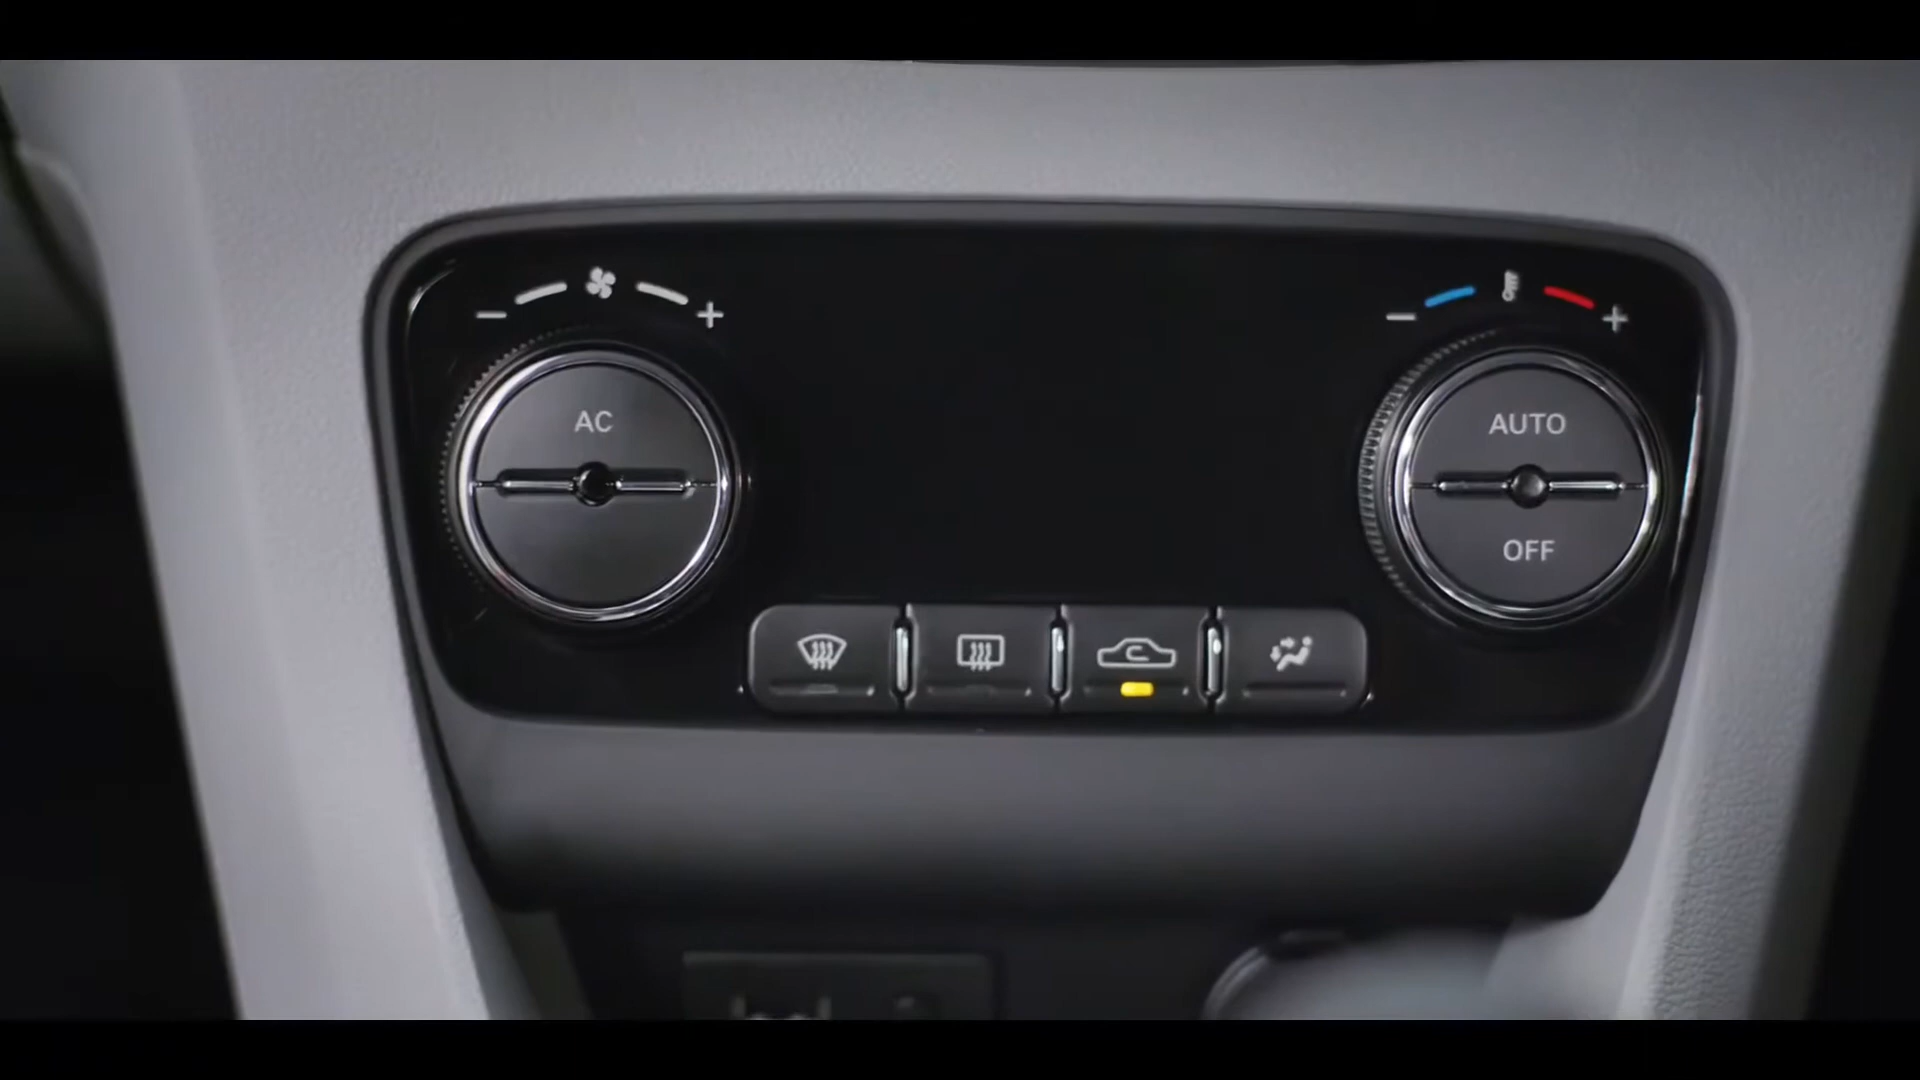 − +
− +
AC
AUTO
OFF